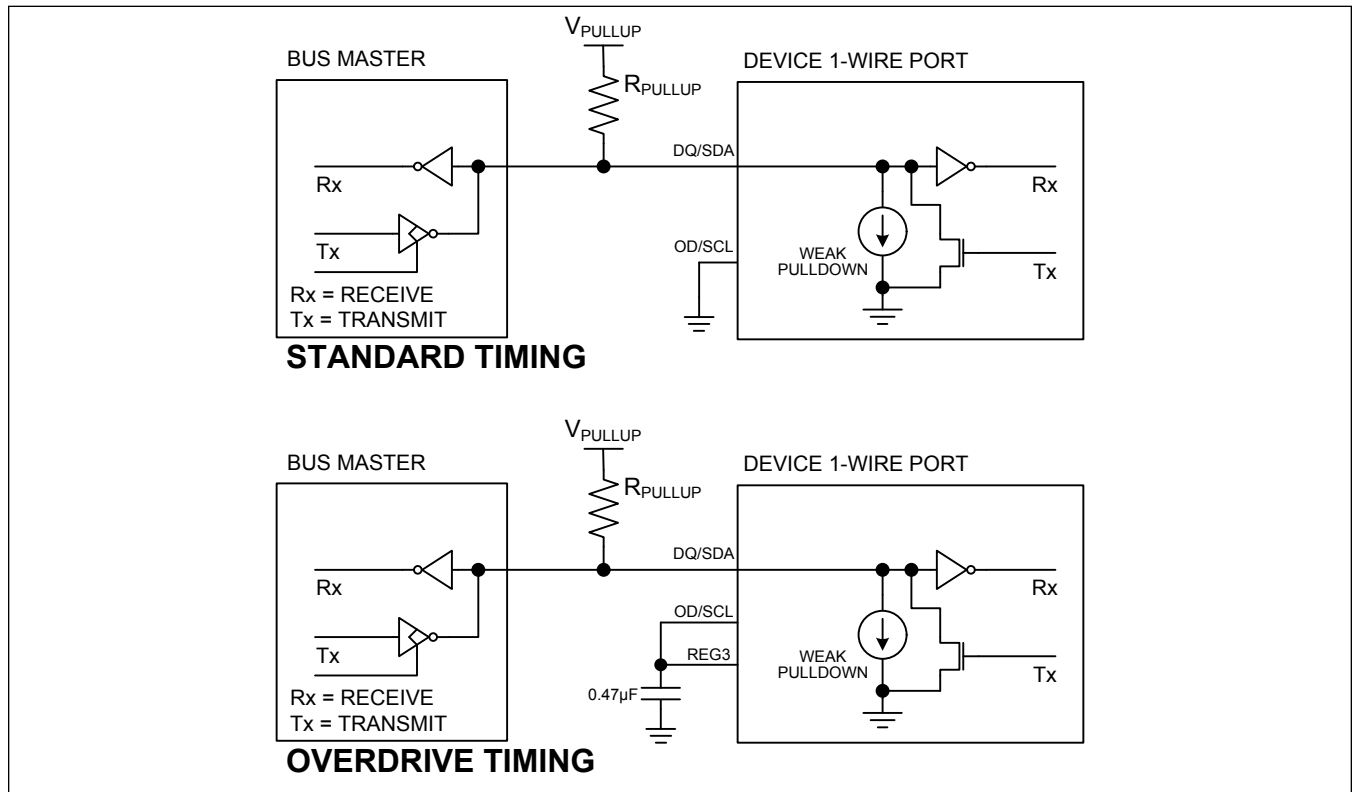 VPULLUP
BUS MASTER
DEVICE 1-WIRE PORT
RPULLUP
DQ/SDA
Rx
Rx
Tx
OD/SCL
WEAK
PULLDOWN
Tx
Rx = RECEIVE
Tx = TRANSMIT
STANDARD TIMING
VPULLUP
BUS MASTER
DEVICE 1-WIRE PORT
RPULLUP
DQ/SDA
Rx
Rx
OD/SCL
Tx
REG3
WEAK
PULLDOWN
Tx
0.47µF
Rx = RECEIVE
Tx = TRANSMIT
OVERDRIVE TIMING